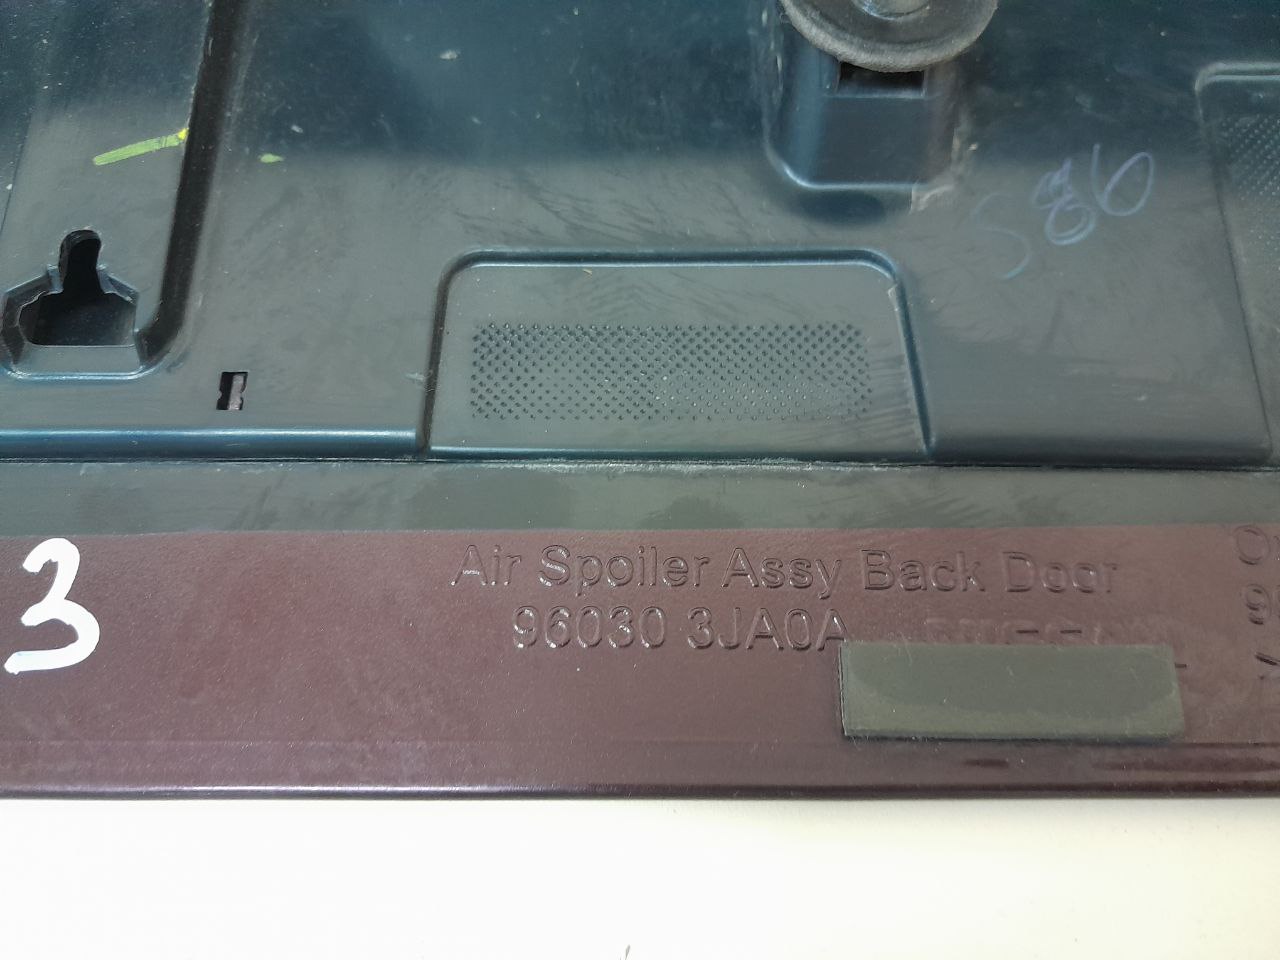 S86
3
Air Spoiler Assy Back Door
96030 3JA0A